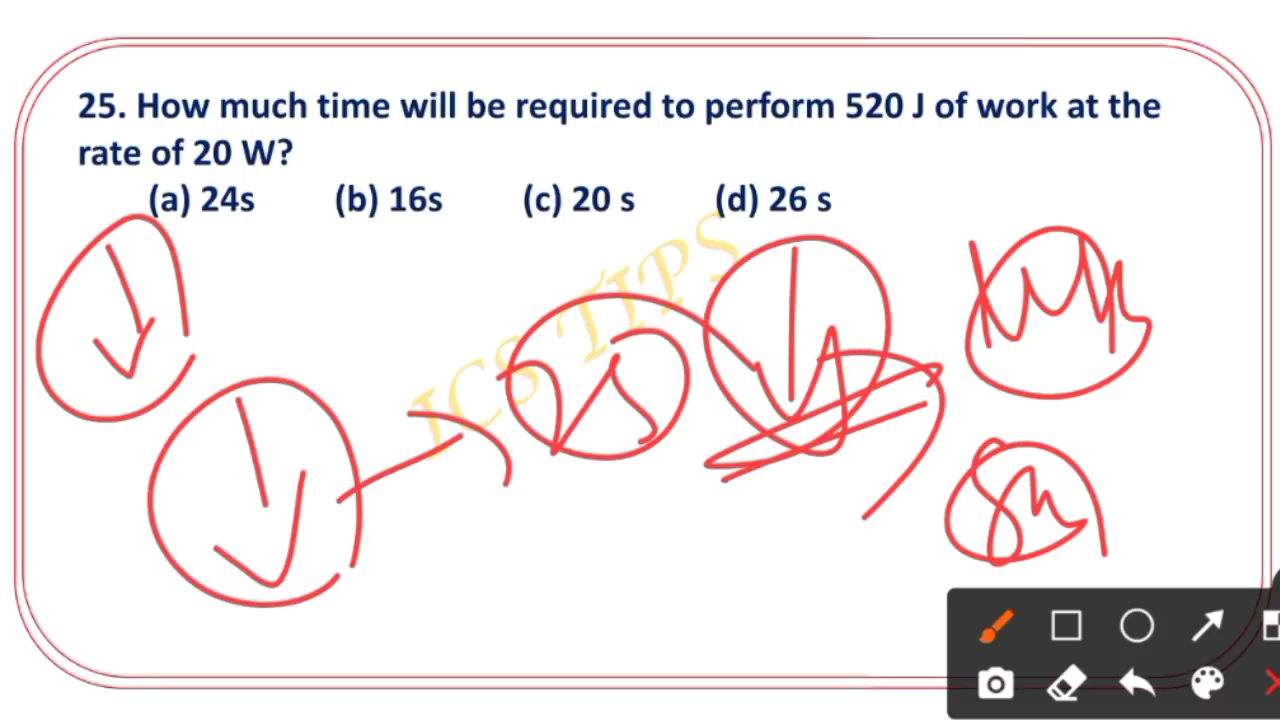 25. How much time will be required to perform 520 J of work at the
rate of 20 W?
(a) 24s (b) 16s (c) 20 s (d) 26 s
ICS TIPS